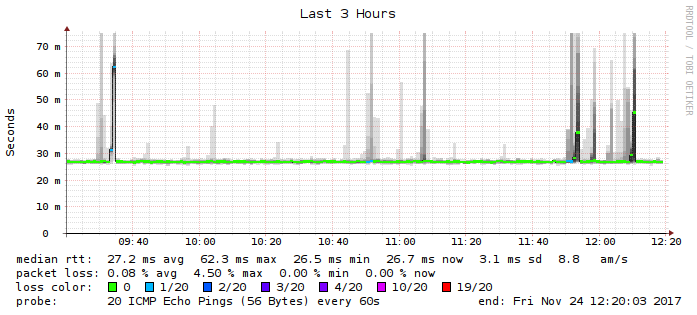 Last 3 Hours
RRDTOOL / TOBI OETIKER
Seconds
70 m
60 m
50 m
40 m
30 m
20 m
10 m
0
09:40 10:00 10:20 10:40 11:00 11:20 11:40 12:00 12:20
median rtt: 27.2 ms avg 62.3 ms max 26.5 ms min 26.7 ms now 3.1 ms sd 8.8 am/s
packet loss: 0.08 % avg 4.50 % max 0.00 % min 0.00 % now
loss color: 0 1/20 2/20 3/20 4/20 10/20 19/20
probe: 20 ICMP Echo Pings (56 Bytes) every 60s end: Fri Nov 24 12:20:03 2017